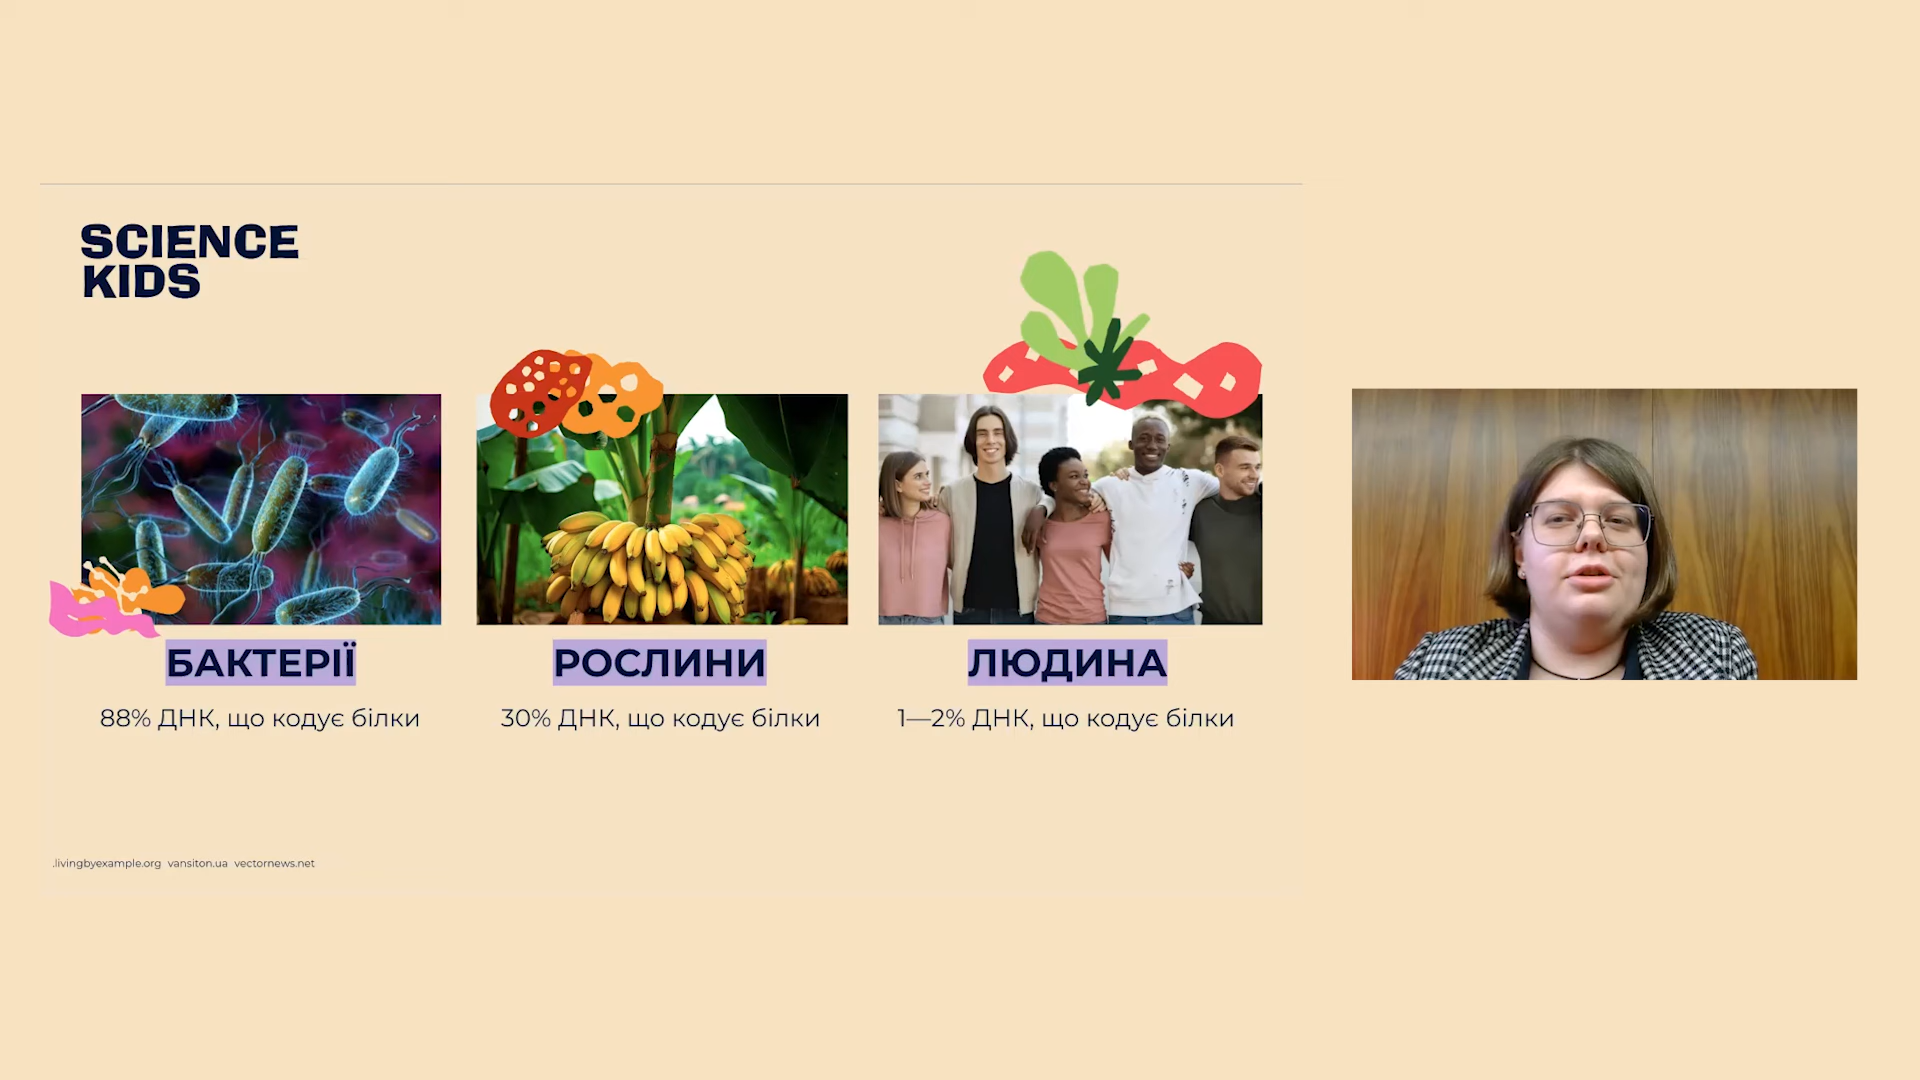 SCIENCE
KIDS
БАКТЕРІЇ
88% ДНК, що кодує білки
РОСЛИНИ
30% ДНК, що кодує білки
ЛЮДИНА
1—2% ДНК, що кодує білки
.livingbyexample.org vansiton.ua vectornews.net